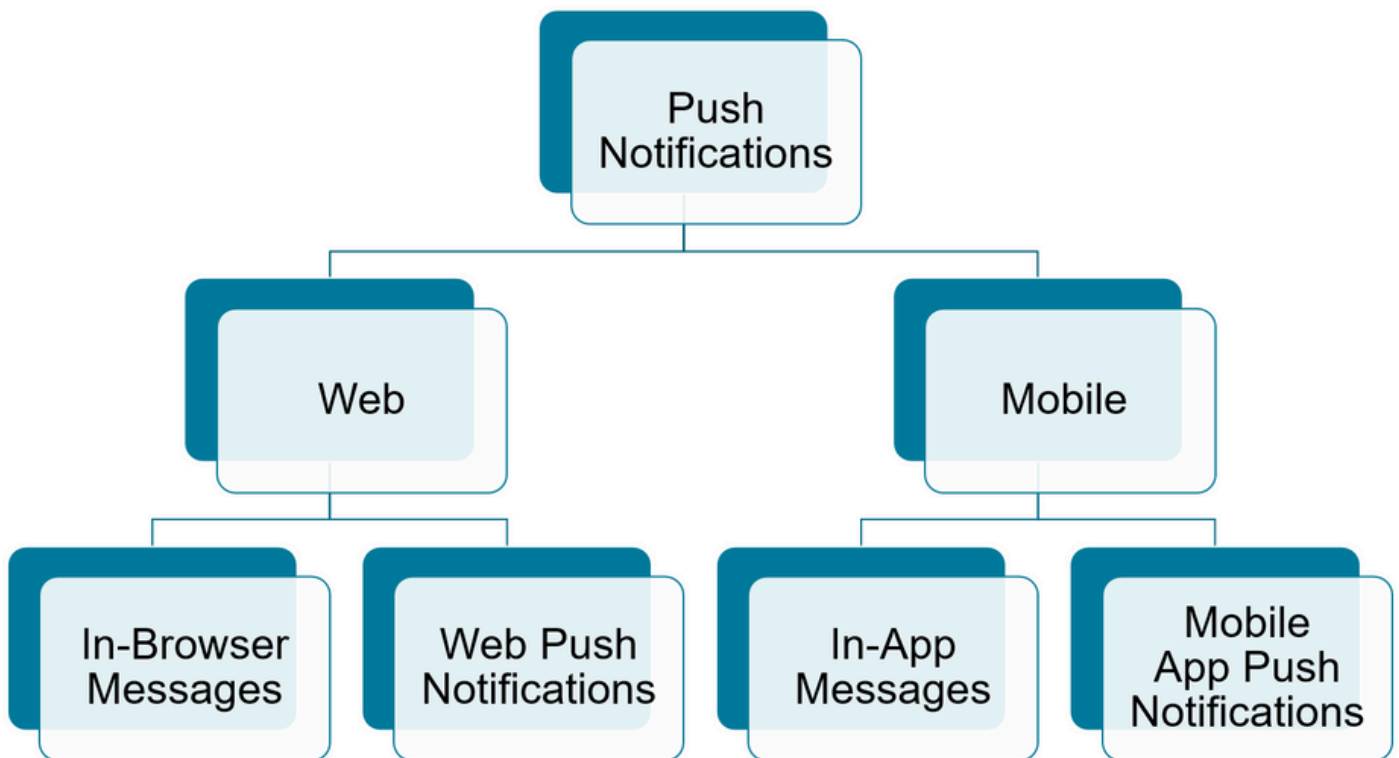 Push
Notifications
Web
Mobile
In-Browser
Messages
Web Push
Notifications
In-App
Messages
Mobile
App Push
Notifications